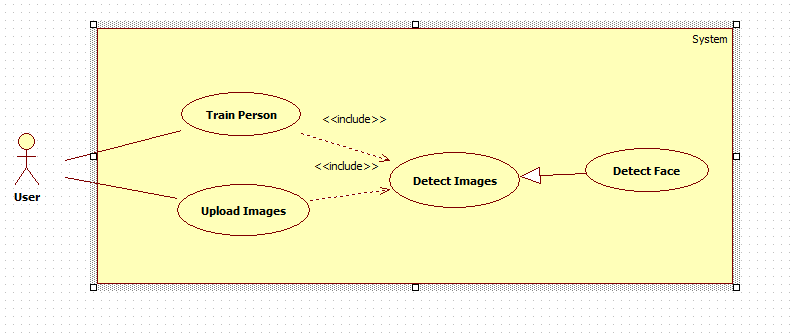 System
Train Person
<<include>>
<<include>>
Detect Images
Detect Face
User
Upload Images